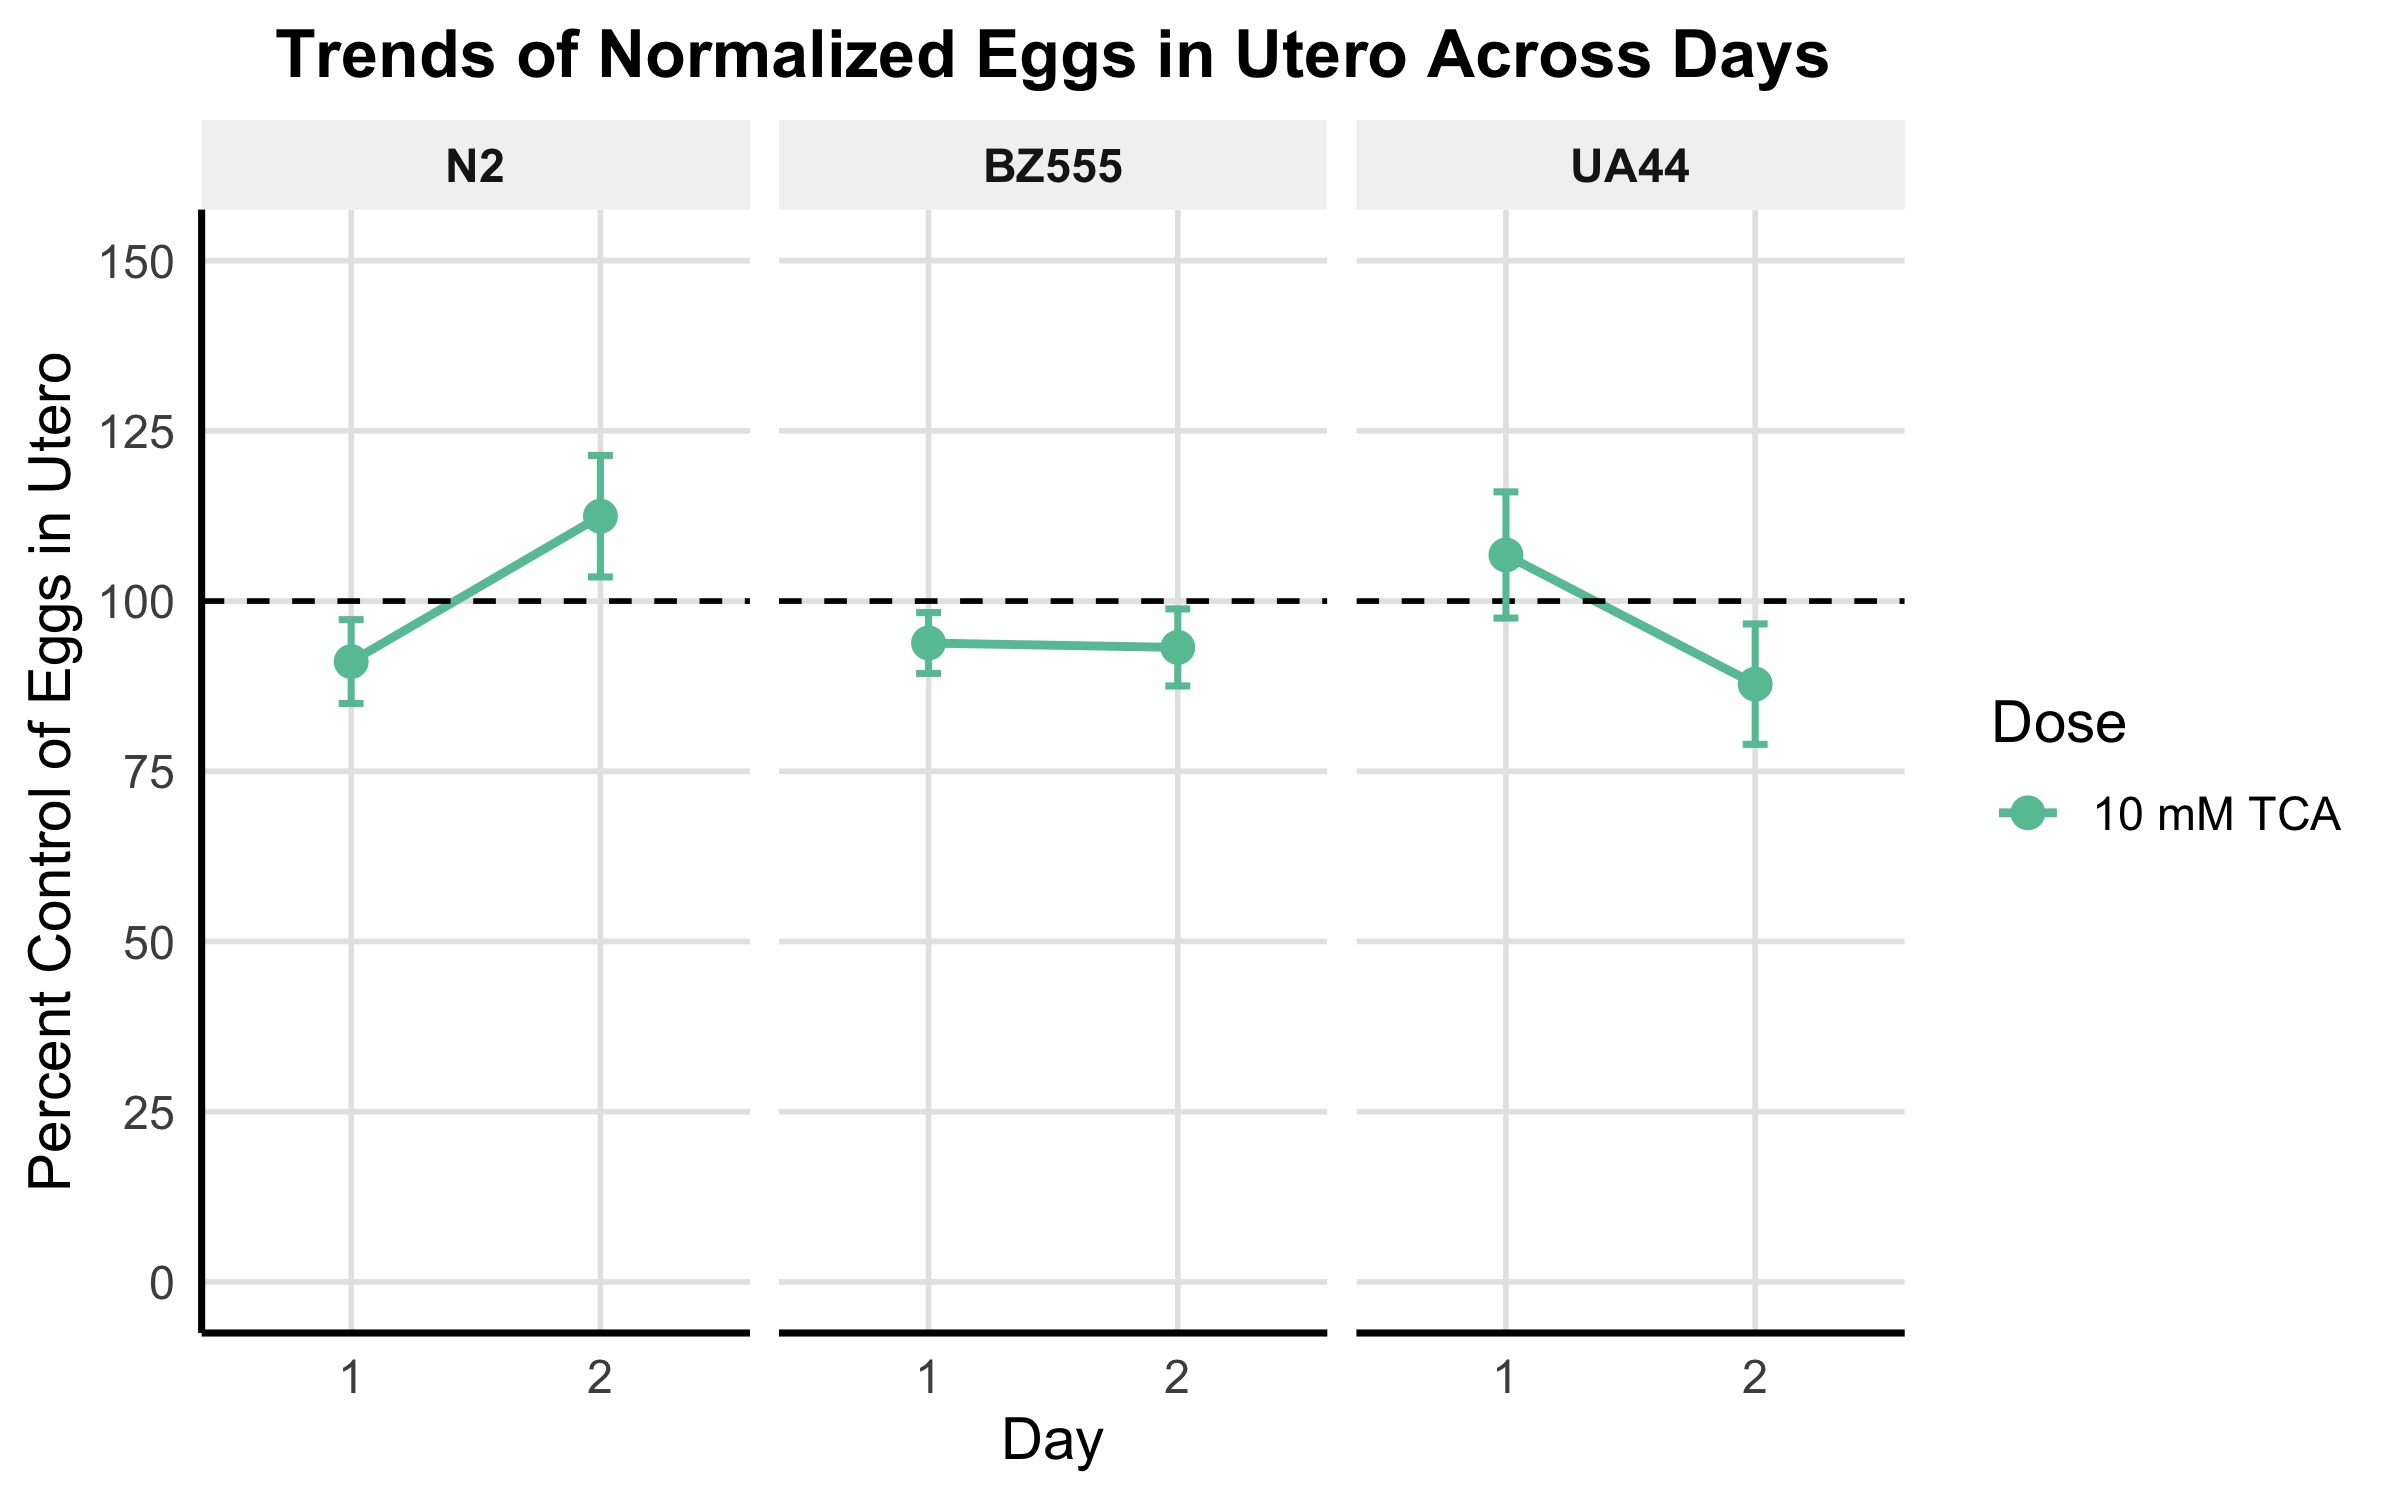 Trends of Normalized Eggs in Utero Across Days
N2
BZ555
UA44
Percent Control of Eggs in Utero
150
125
100
75
50
25
0
1
2
1
2
1
2
Day
Dose
10 mM TCA